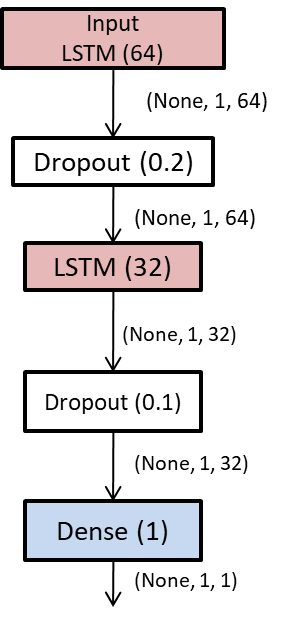 Input
LSTM (64)
(None, 1, 64)
Dropout (0.2)
(None, 1, 64)
LSTM (32)
(None, 1, 32)
Dropout (0.1)
(None, 1, 32)
Dense (1)
(None, 1, 1)